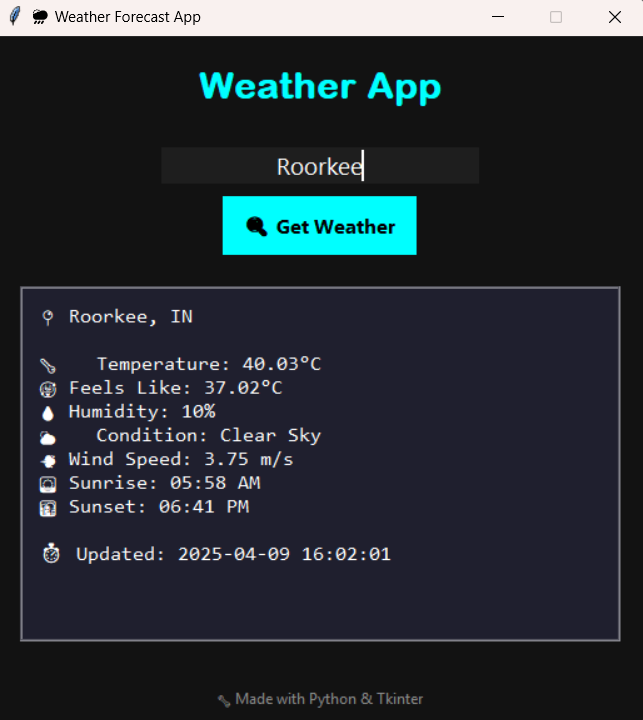 Weather Forecast App
Weather App
Roorkee
Get Weather
Roorkee, IN
Temperature: 40.03°C
Feels Like: 37.02°C
Humidity: 10%
Condition: Clear Sky
Wind Speed: 3.75 m/s
Sunrise: 05:58 AM
Sunset: 06:41 PM
Updated: 2025-04-09 16:02:01
Made with Python & Tkinter